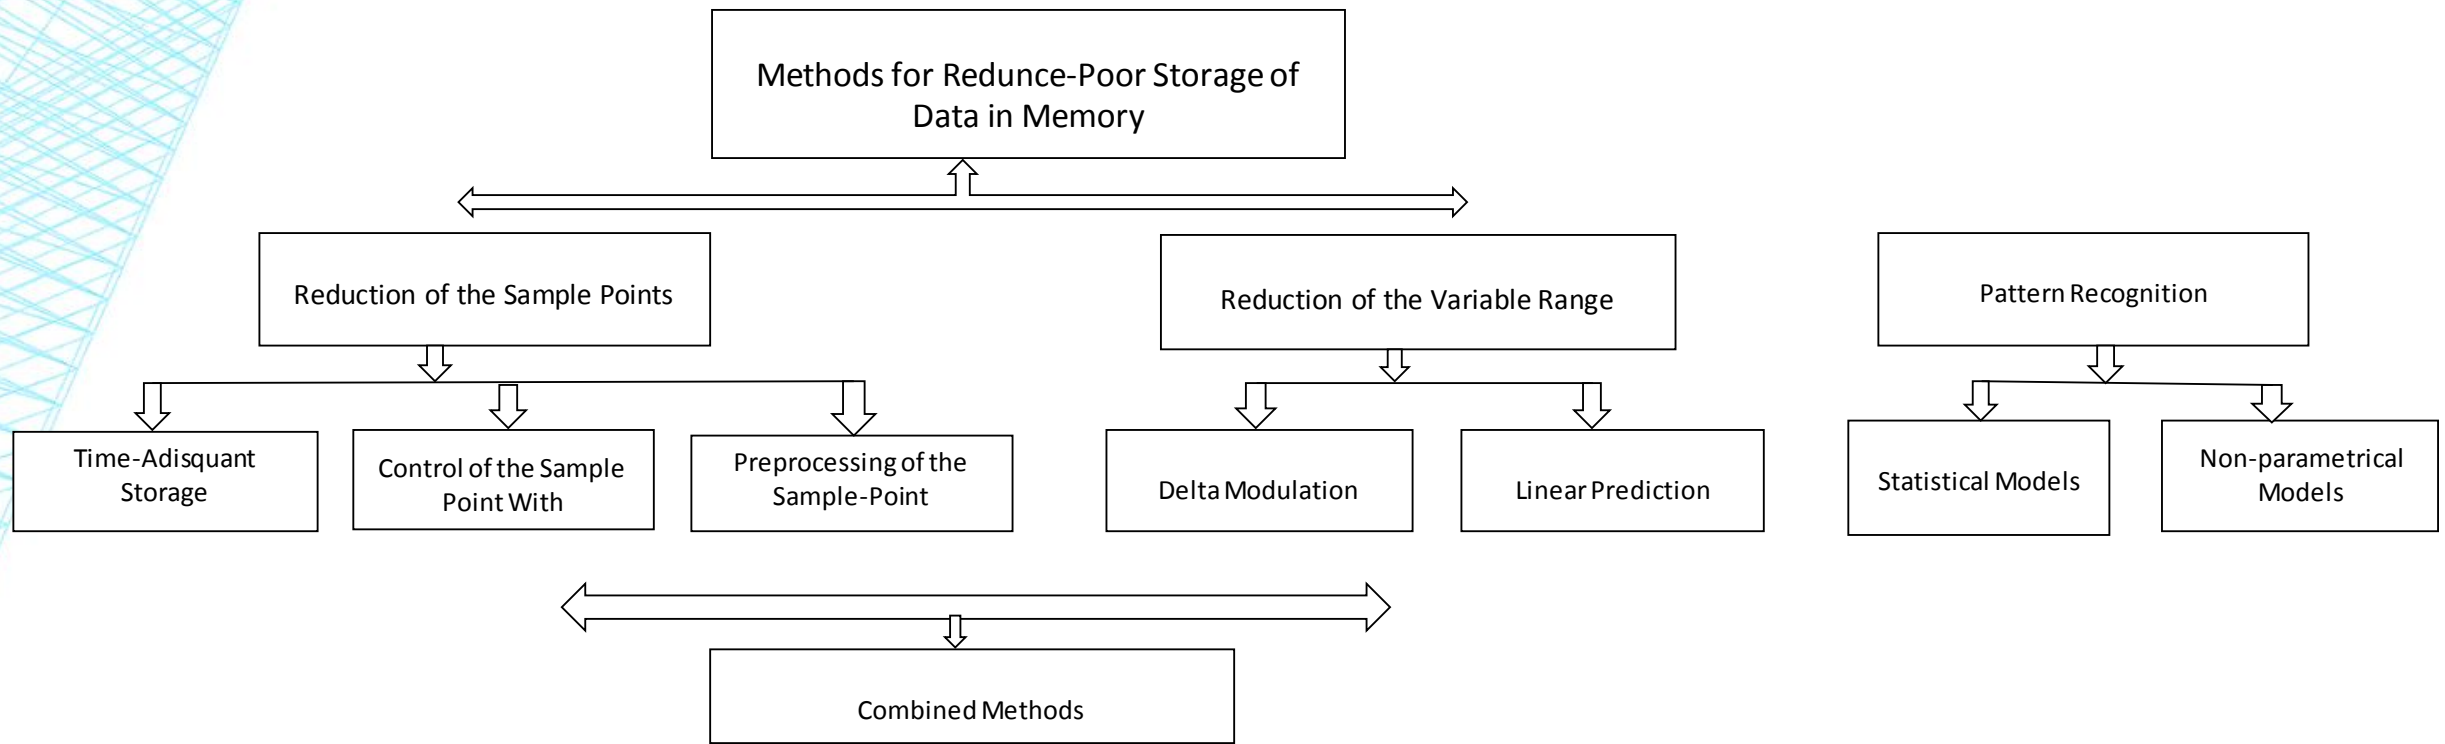 Methods for Redunce-Poor Storage of
Data in Memory
Reduction of the Sample Points
Reduction of the Variable Range
Pattern Recognition
Time-Adisquant
Storage
Control of the Sample
Point With
Preprocessing of the
Sample-Point
Delta Modulation
Linear Prediction
Statistical Models
Non-parametrical
Models
Combined Methods